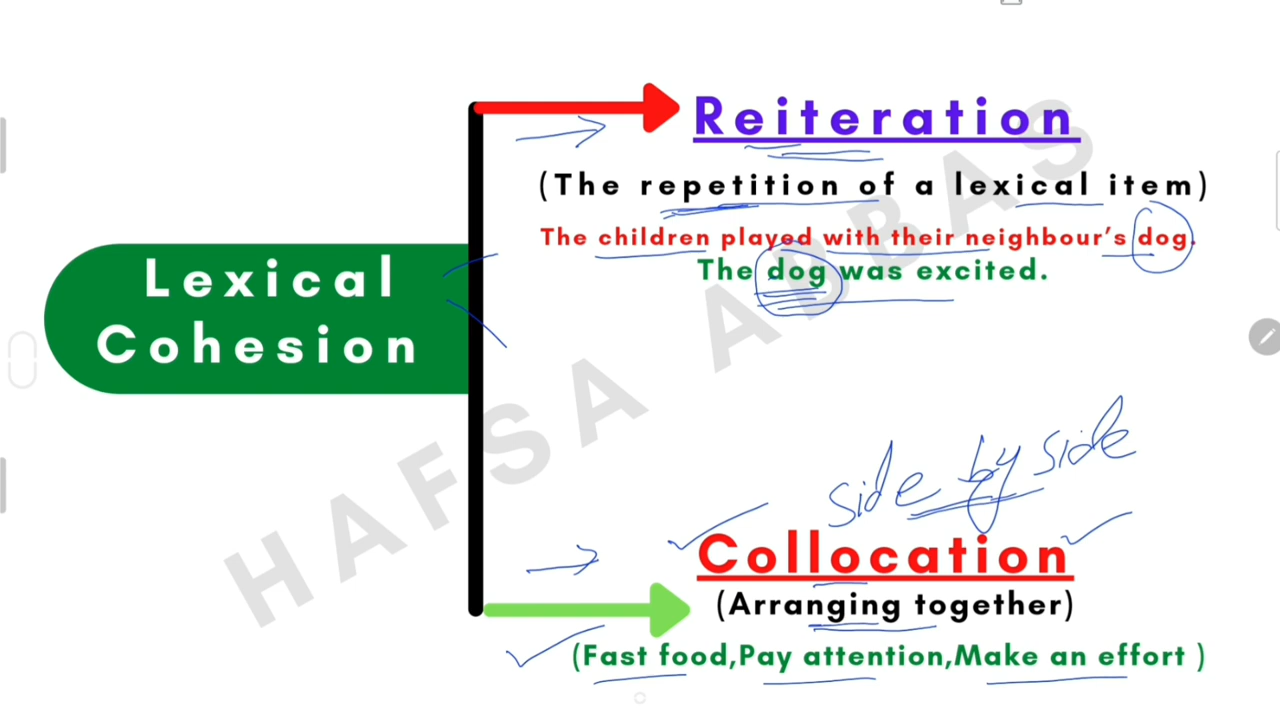 Reiteration
(The repetition of a lexical item)
The children played with their neighbour's dog.
The dog was excited.
Lexical
Cohesion
HAFSA ABBAS
side by side
Collocation
(Arranging together)
(Fast food,Pay attention,Make an effort )